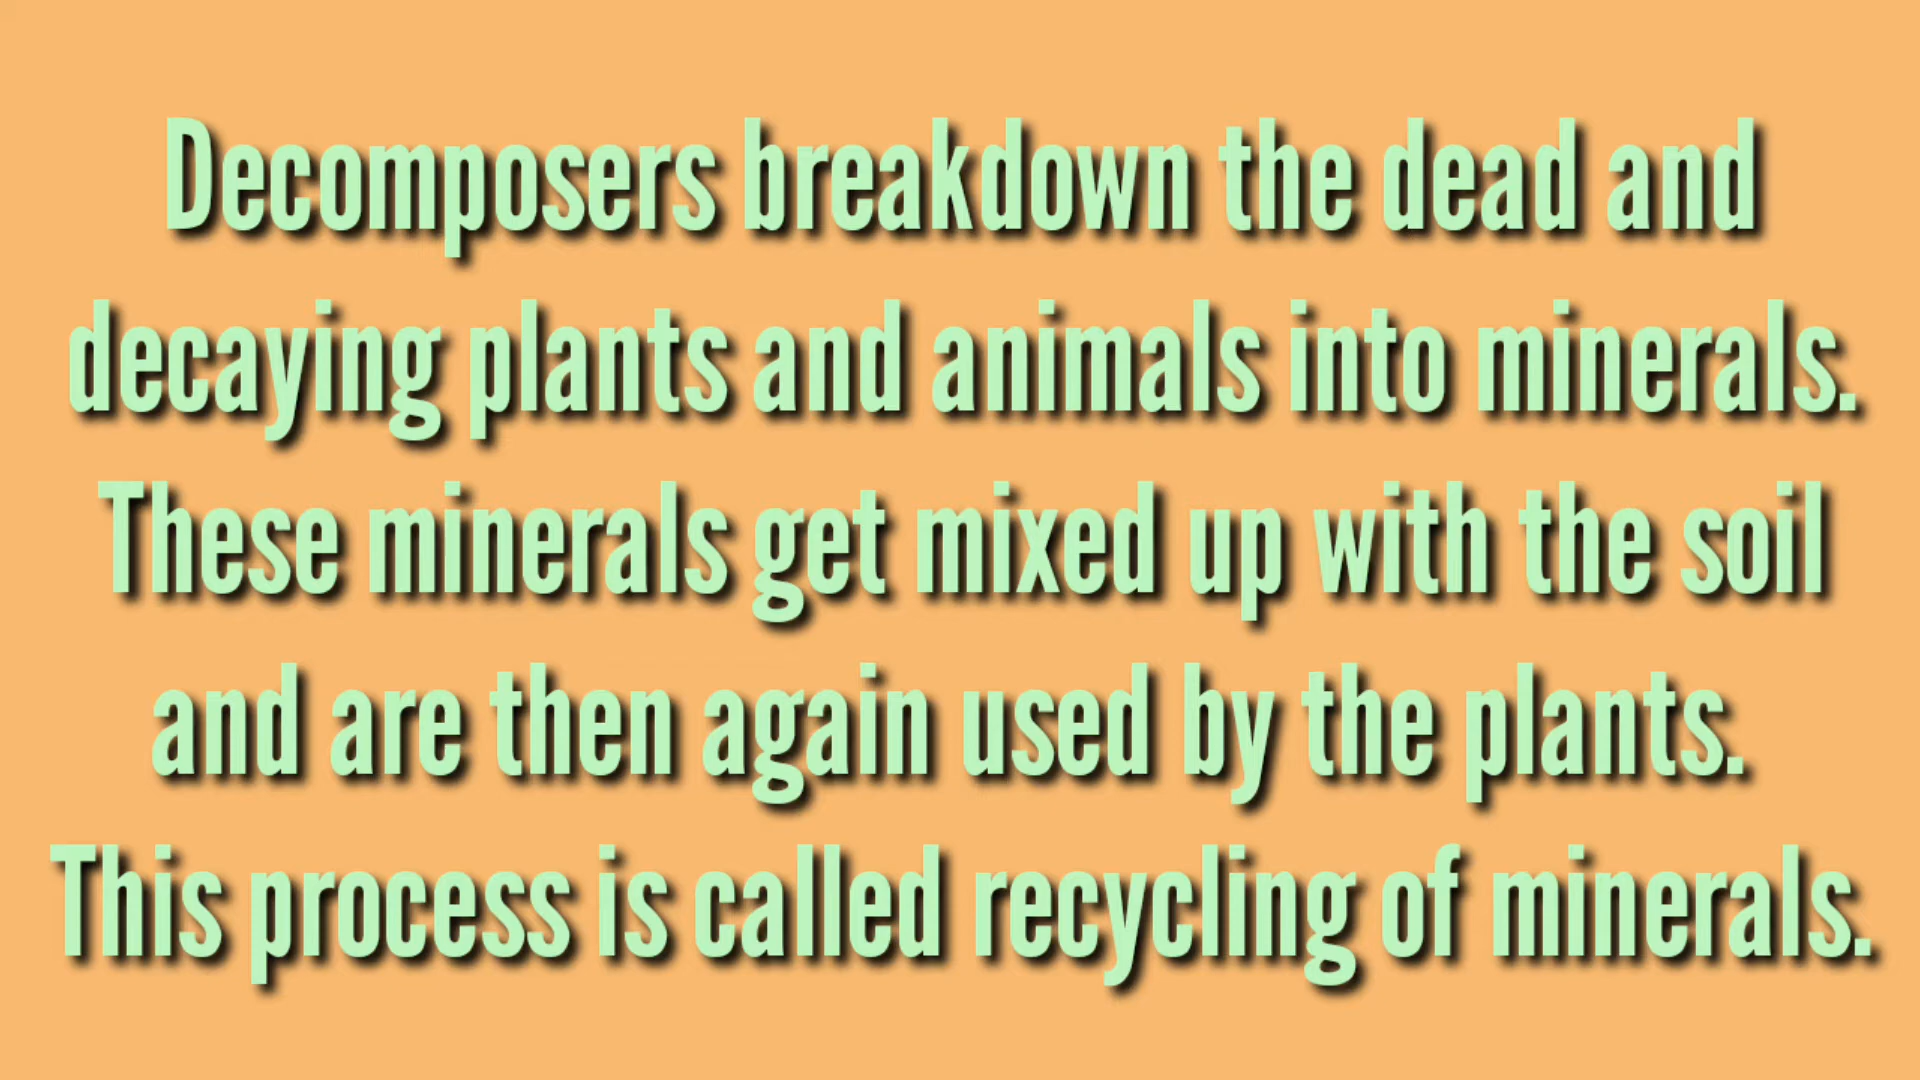 Decomposers breakdown the dead and
decaying plants and animals into minerals.
These minerals get mixed up with the soil
and are then again used by the plants.
This process is called recycling of minerals.